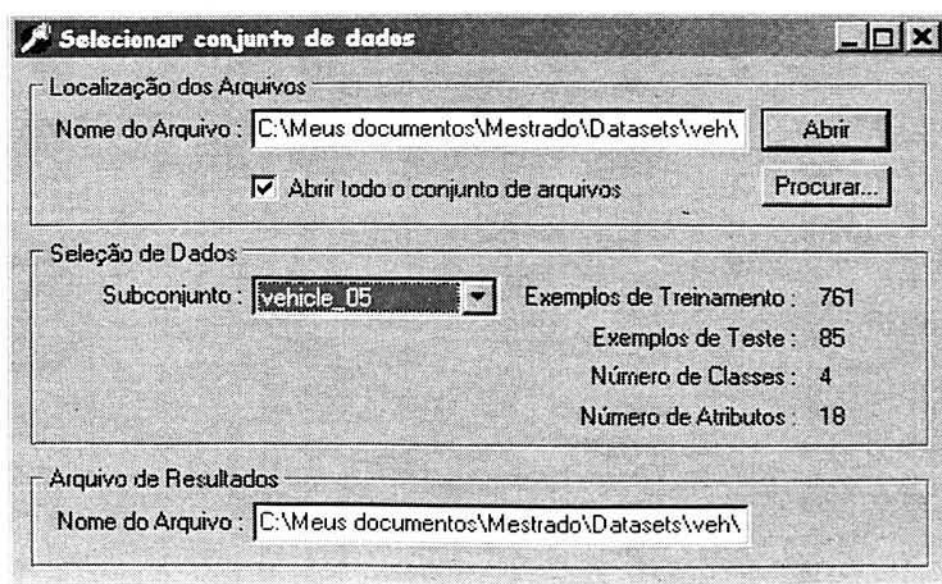 Selecionar conjunto de dados
Localização dos Arquivos
Nome do Arquivo : C:\Meus documentos\Mestrado\Datasets\veh\ Abrir
Abrir todo o conjunto de arquivos Procurar...
Seleção de Dados
Subconjunto : vehicle_05 Exemplos de Treinamento : 761
Exemplos de Teste : 85
Número de Classes : 4
Número de Atributos : 18
Arquivo de Resultados
Nome do Arquivo : C:\Meus documentos\Mestrado\Datasets\veh\